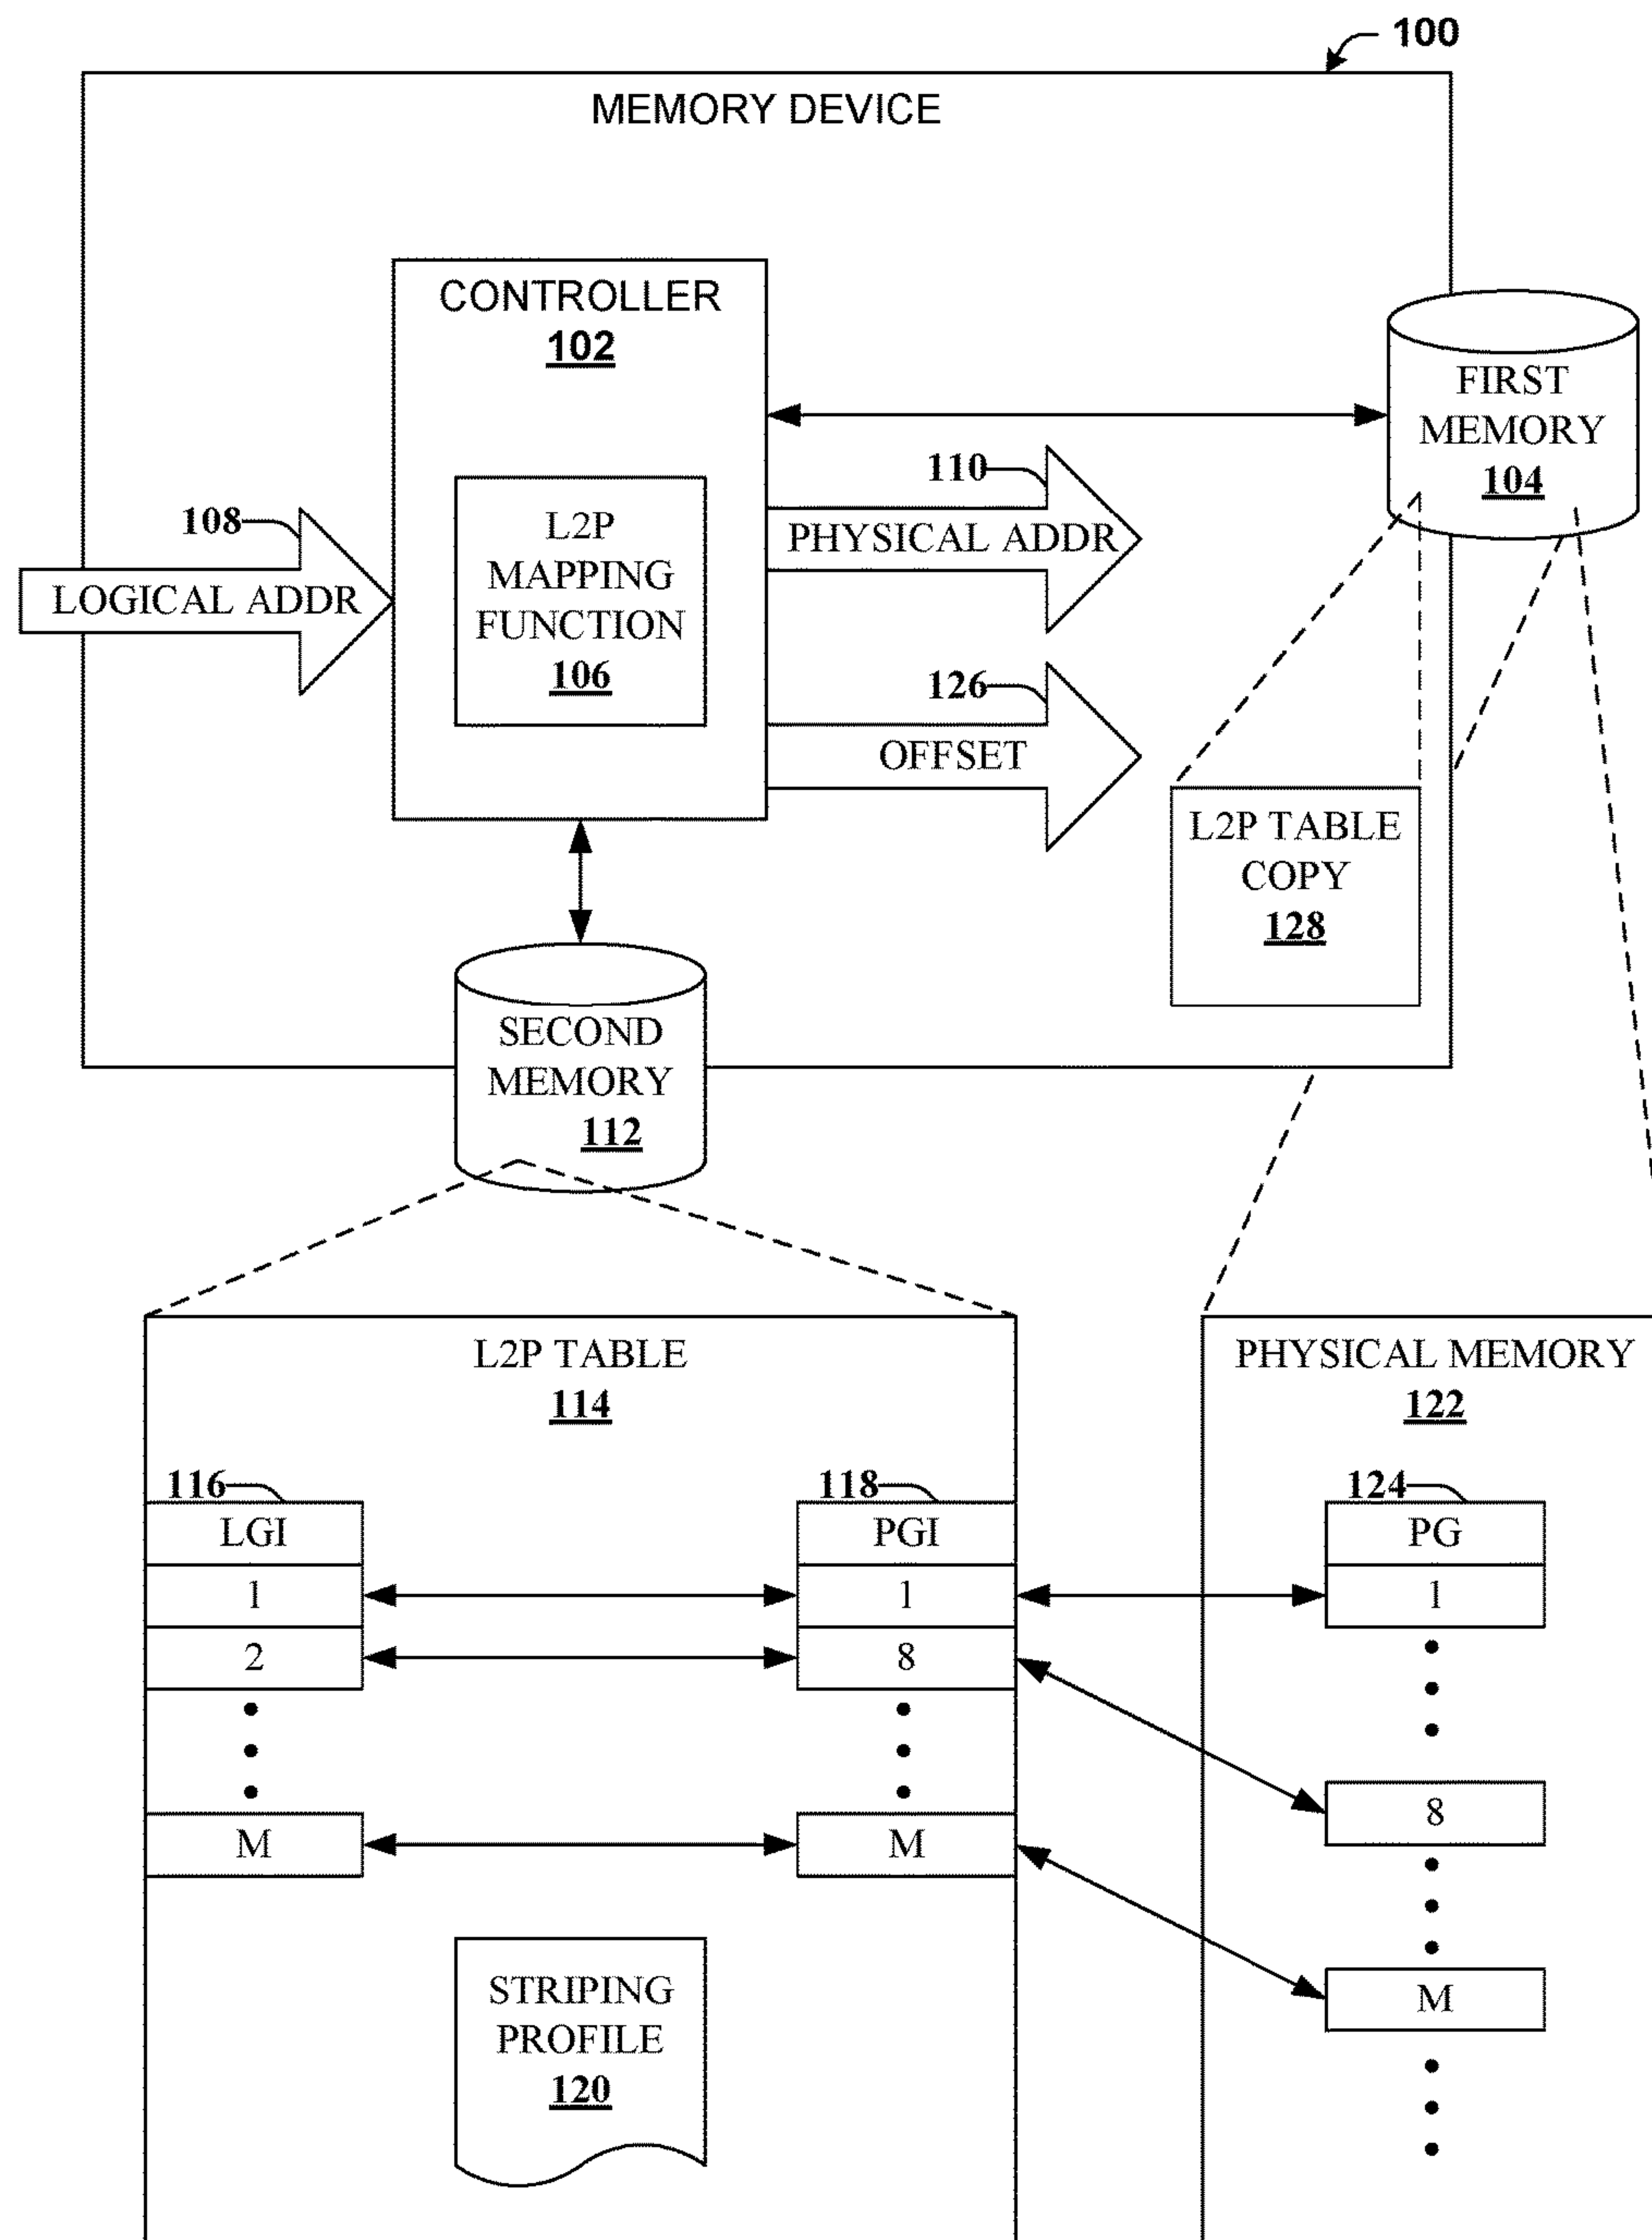 100
MEMORY DEVICE
CONTROLLER
102
FIRST
MEMORY
104
110
PHYSICAL ADDR
108
LOGICAL ADDR
L2P
MAPPING
FUNCTION
106
126
OFFSET
L2P TABLE
COPY
128
SECOND
MEMORY
112
L2P TABLE
114
PHYSICAL MEMORY
122
116
118
124
LGI
PGI
PG
1
1
1
2
8
8
M
M
M
STRIPING
PROFILE
120